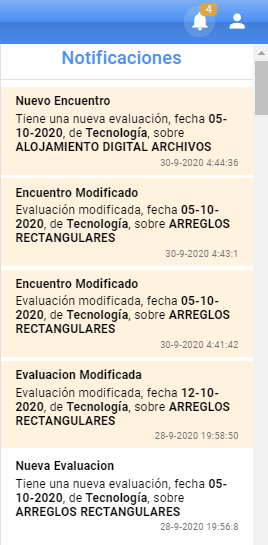 4
Notificaciones
Nuevo Encuentro
Tiene una nueva evaluación, fecha 05-
10-2020, de Tecnología, sobre
ALOJAMIENTO DIGITAL ARCHIVOS
30-9-2020 4:44:36
Encuentro Modificado
Evaluación modificada, fecha 05-10-
2020, de Tecnología, sobre ARREGLOS
RECTANGULARES
30-9-2020 4:43:1
Encuentro Modificado
Evaluación modificada, fecha 05-10-
2020, de Tecnología, sobre ARREGLOS
RECTANGULARES
30-9-2020 4:41:42
Evaluacion Modificada
Evaluación modificada, fecha 12-10-
2020, de Tecnología, sobre ARREGLOS
RECTANGULARES
28-9-2020 19:58:50
Nueva Evaluacion
Tiene una nueva evaluación, fecha 05-
10-2020, de Tecnología, sobre
ARREGLOS RECTANGULARES
28-9-2020 19:56:8